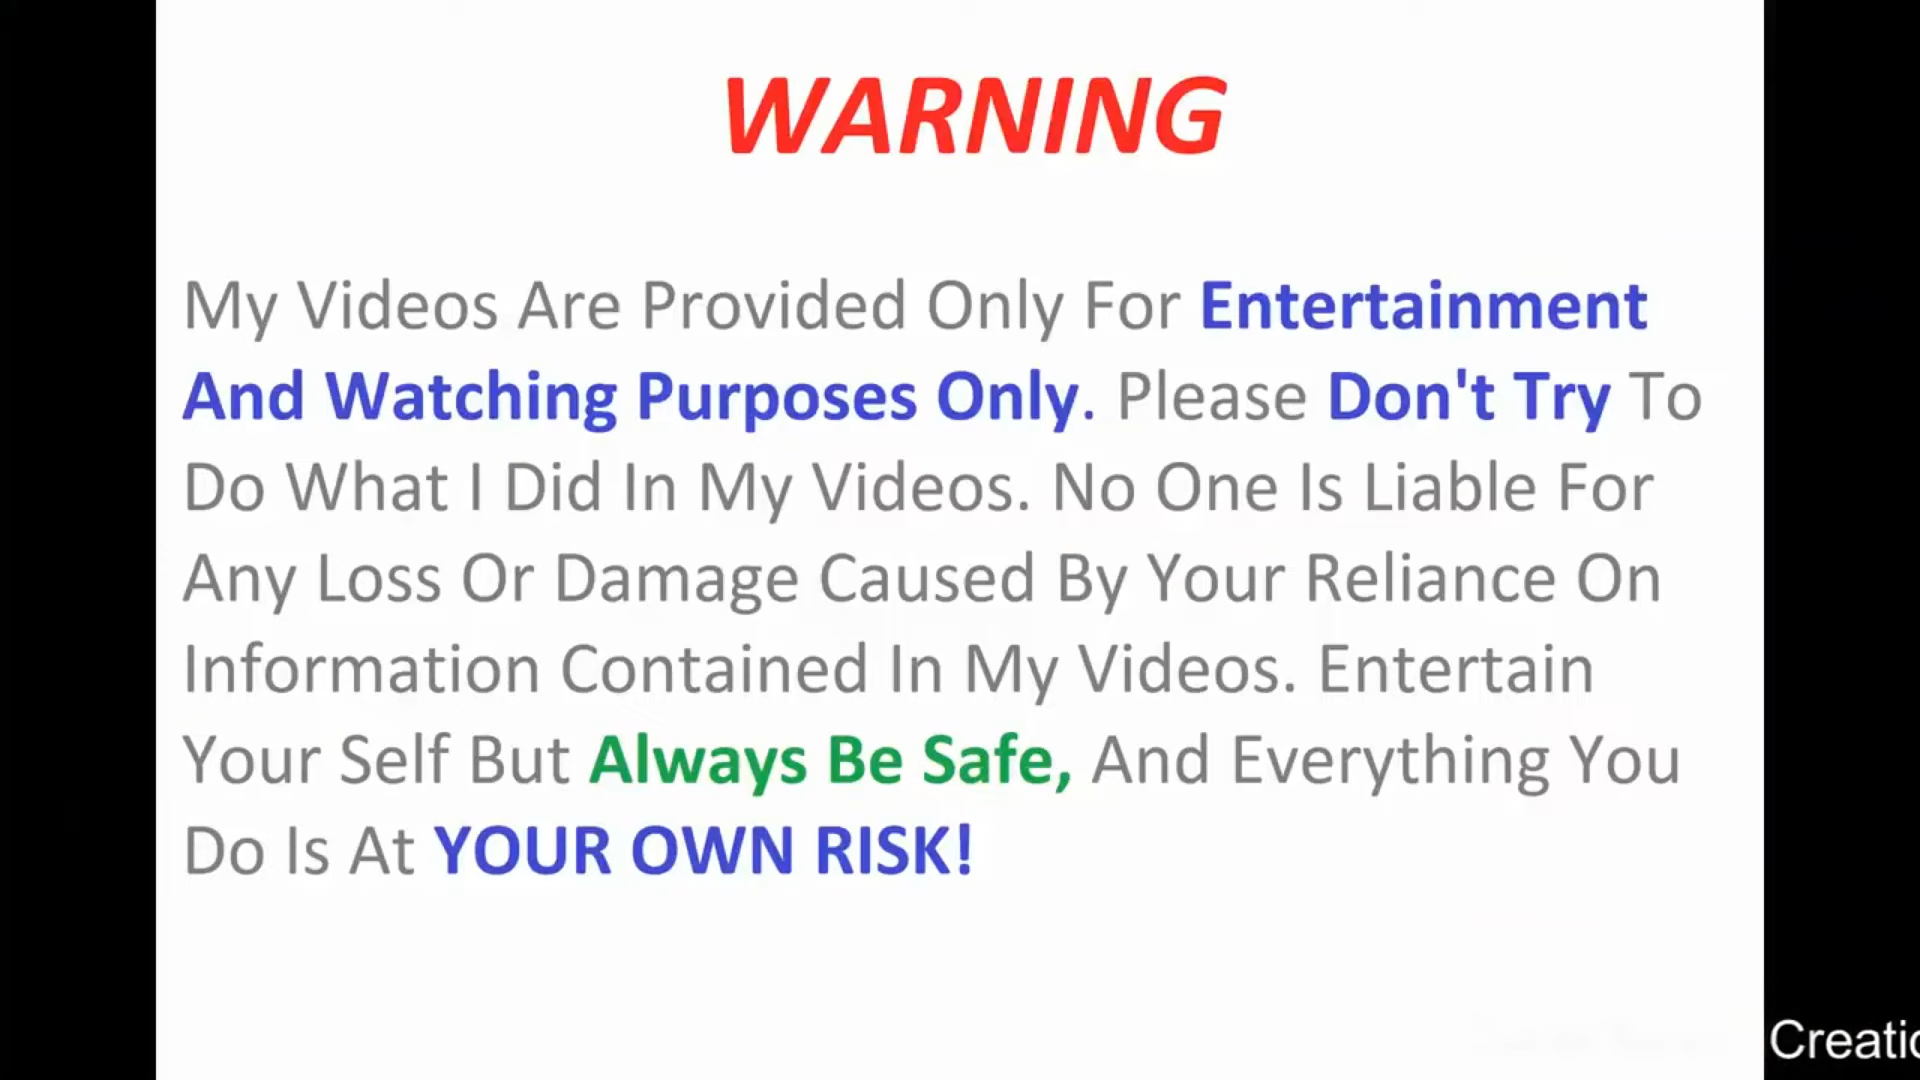 WARNING
My Videos Are Provided Only For Entertainment
And Watching Purposes Only. Please Don't Try To
Do What I Did In My Videos. No One Is Liable For
Any Loss Or Damage Caused By Your Reliance On
Information Contained In My Videos. Entertain
Your Self But Always Be Safe, And Everything You
Do Is At YOUR OWN RISK!